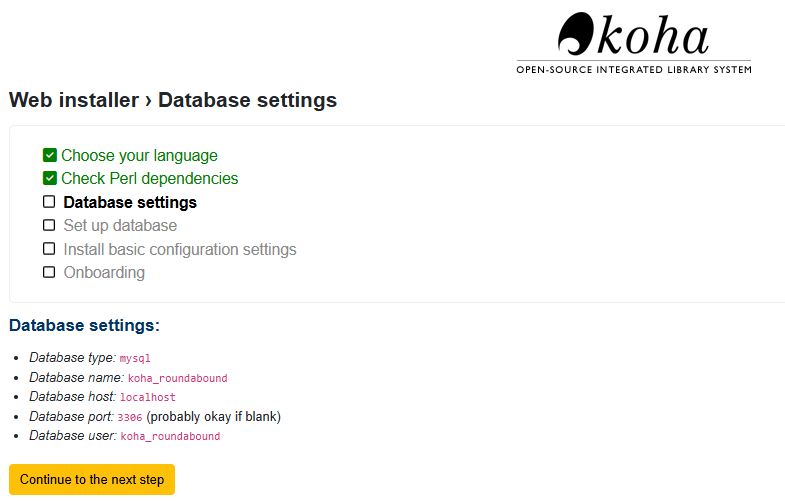 koha
OPEN-SOURCE INTEGRATED LIBRARY SYSTEM
Web installer › Database settings
Choose your language
Check Perl dependencies
Database settings
Set up database
Install basic configuration settings
Onboarding
Database settings:
Database type: mysql
Database name: koha_roundabound
Database host: localhost
Database port: 3306 (probably okay if blank)
Database user: koha_roundabound
Continue to the next step